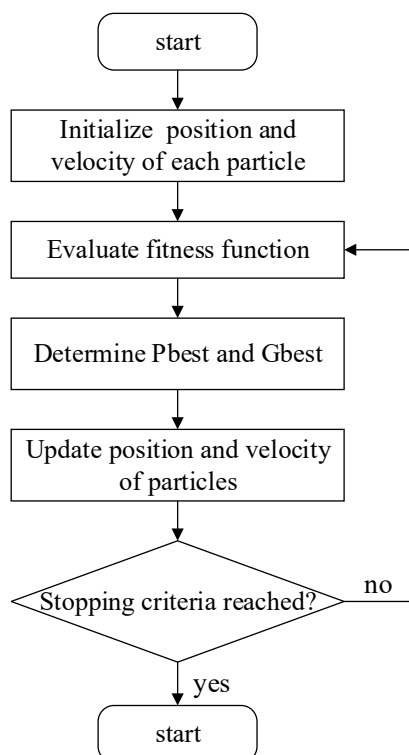 start
Initialize position and
velocity of each particle
Evaluate fitness function
Determine Pbest and Gbest
Update position and velocity
of particles
Stopping criteria reached?
no
yes
start